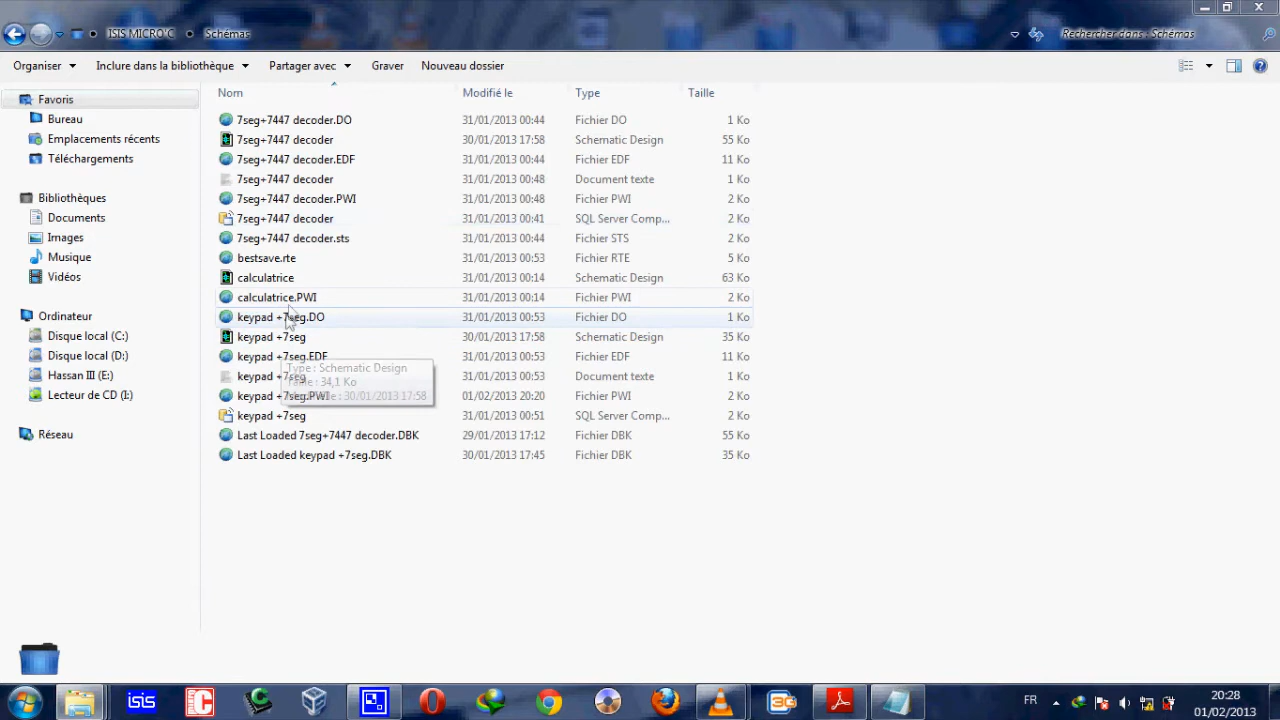 ISIS MICRO'C • Schémas
Rechercher dans : Schémas
Organiser Inclure dans la bibliothèque Partager avec Graver Nouveau dossier
Favoris
Bureau
Emplacements récents
Téléchargements
Bibliothèques
Documents
Images
Musique
Vidéos
Ordinateur
Disque local (C:)
Disque local (D:)
Hassan III (E:)
Lecteur de CD (I:)
Réseau
Nom Modifié le Type Taille
7seg+7447 decoder.DO 31/01/2013 00:44 Fichier DO 1 Ko
7seg+7447 decoder 30/01/2013 17:58 Schematic Design 55 Ko
7seg+7447 decoder.EDF 31/01/2013 00:44 Fichier EDF 11 Ko
7seg+7447 decoder 31/01/2013 00:48 Document texte 2 Ko
7seg+7447 decoder.PWI 31/01/2013 00:48 Fichier PWI 2 Ko
7seg+7447 decoder 31/01/2013 00:41 SQL Server Comp... 2 Ko
7seg+7447 decoder.sts 31/01/2013 00:44 Fichier STS 2 Ko
bestsave.rte 31/01/2013 00:53 Fichier RTE 5 Ko
calculatrice 31/01/2013 00:14 Schematic Design 63 Ko
calculatrice.PWI 31/01/2013 00:14 Fichier PWI 2 Ko
keypad +7seg.DO 31/01/2013 00:53 Fichier DO 1 Ko
keypad +7seg 30/01/2013 17:58 Schematic Design 35 Ko
keypad +7seg.EDF 31/01/2013 00:53 Fichier EDF 11 Ko
Type : Schematic Design
keypad +7seg 31/01/2013 00:53 Document texte 2 Ko
34,1 Ko
keypad +7seg.PWI 01/02/2013 20:20 Fichier PWI 2 Ko
: 30/01/2013 17:58
keypad +7seg 31/01/2013 00:51 SQL Server Comp... 2 Ko
Last Loaded 7seg+7447 decoder.DBK 29/01/2013 17:12 Fichier DBK 55 Ko
Last Loaded keypad +7seg.DBK 30/01/2013 17:45 Fichier DBK 35 Ko
isis
3G
FR
20:28
01/02/2013